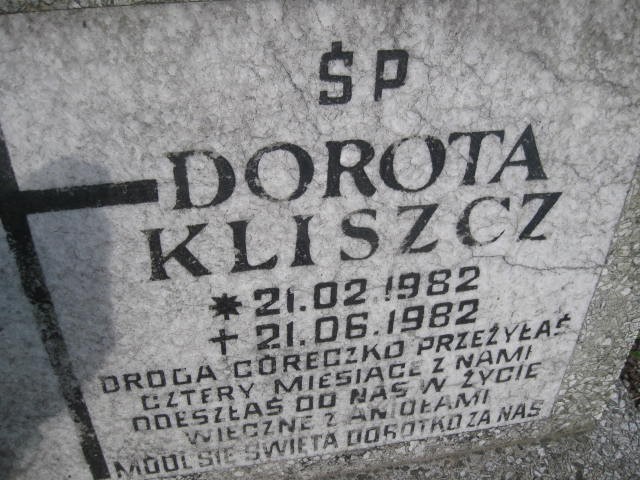 ŚP
DOROTA
KLISZCZ
* 21.02.1982
+ 21.06.1982
DROGA CÓRECZKO PRZEŻYŁAŚ
CZTERY MIESIĄCE Z NAMI
ODESZŁAŚ OD NAS W ŻYCIE
WIECZNE Z ANIOŁAMI
MÓDL SIĘ ŚWIĘTA DOROTKO ZA NAS